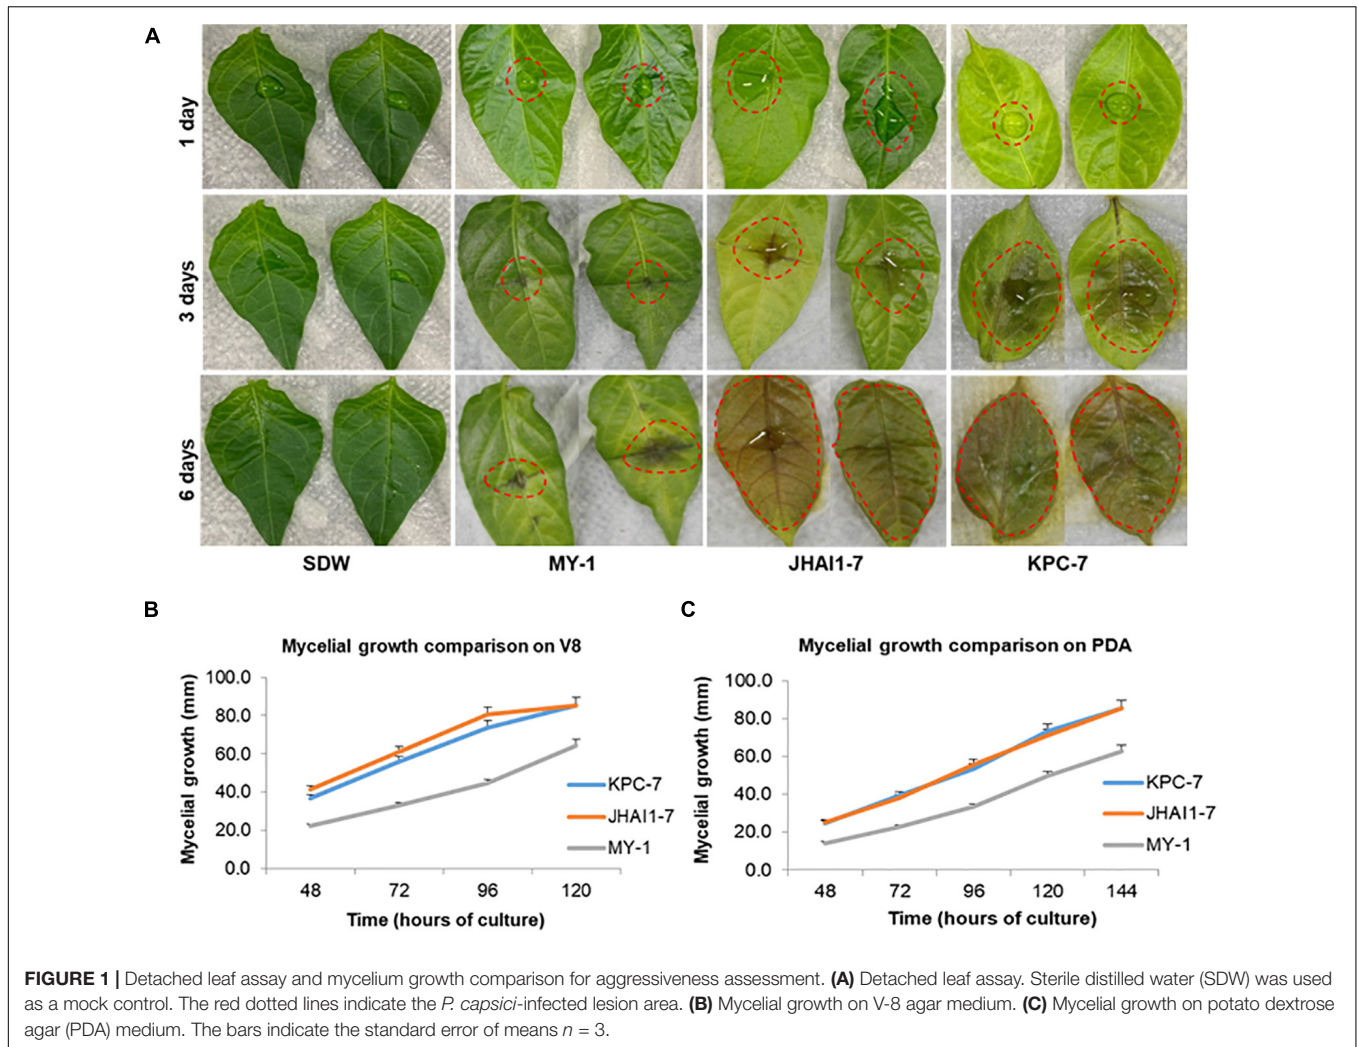 A
1 day
3 days
6 days
SDW MY-1 JHAI1-7 KPC-7
B
Mycelial growth comparison on V8
Mycelial growth (mm)
100.0
80.0
60.0
40.0
20.0
0.0
48 72 96 120
Time (hours of culture)
KPC-7
JHAI1-7
MY-1
C
Mycelial growth comparison on PDA
Mycelial growth (mm)
100.0
80.0
60.0
40.0
20.0
0.0
48 72 96 120 144
Time (hours of culture)
KPC-7
JHAI1-7
MY-1
FIGURE 1 | Detached leaf assay and mycelium growth comparison for aggressiveness assessment. (A) Detached leaf assay. Sterile distilled water (SDW) was used
as a mock control. The red dotted lines indicate the P. capsici-infected lesion area. (B) Mycelial growth on V-8 agar medium. (C) Mycelial growth on potato dextrose
agar (PDA) medium. The bars indicate the standard error of means n = 3.